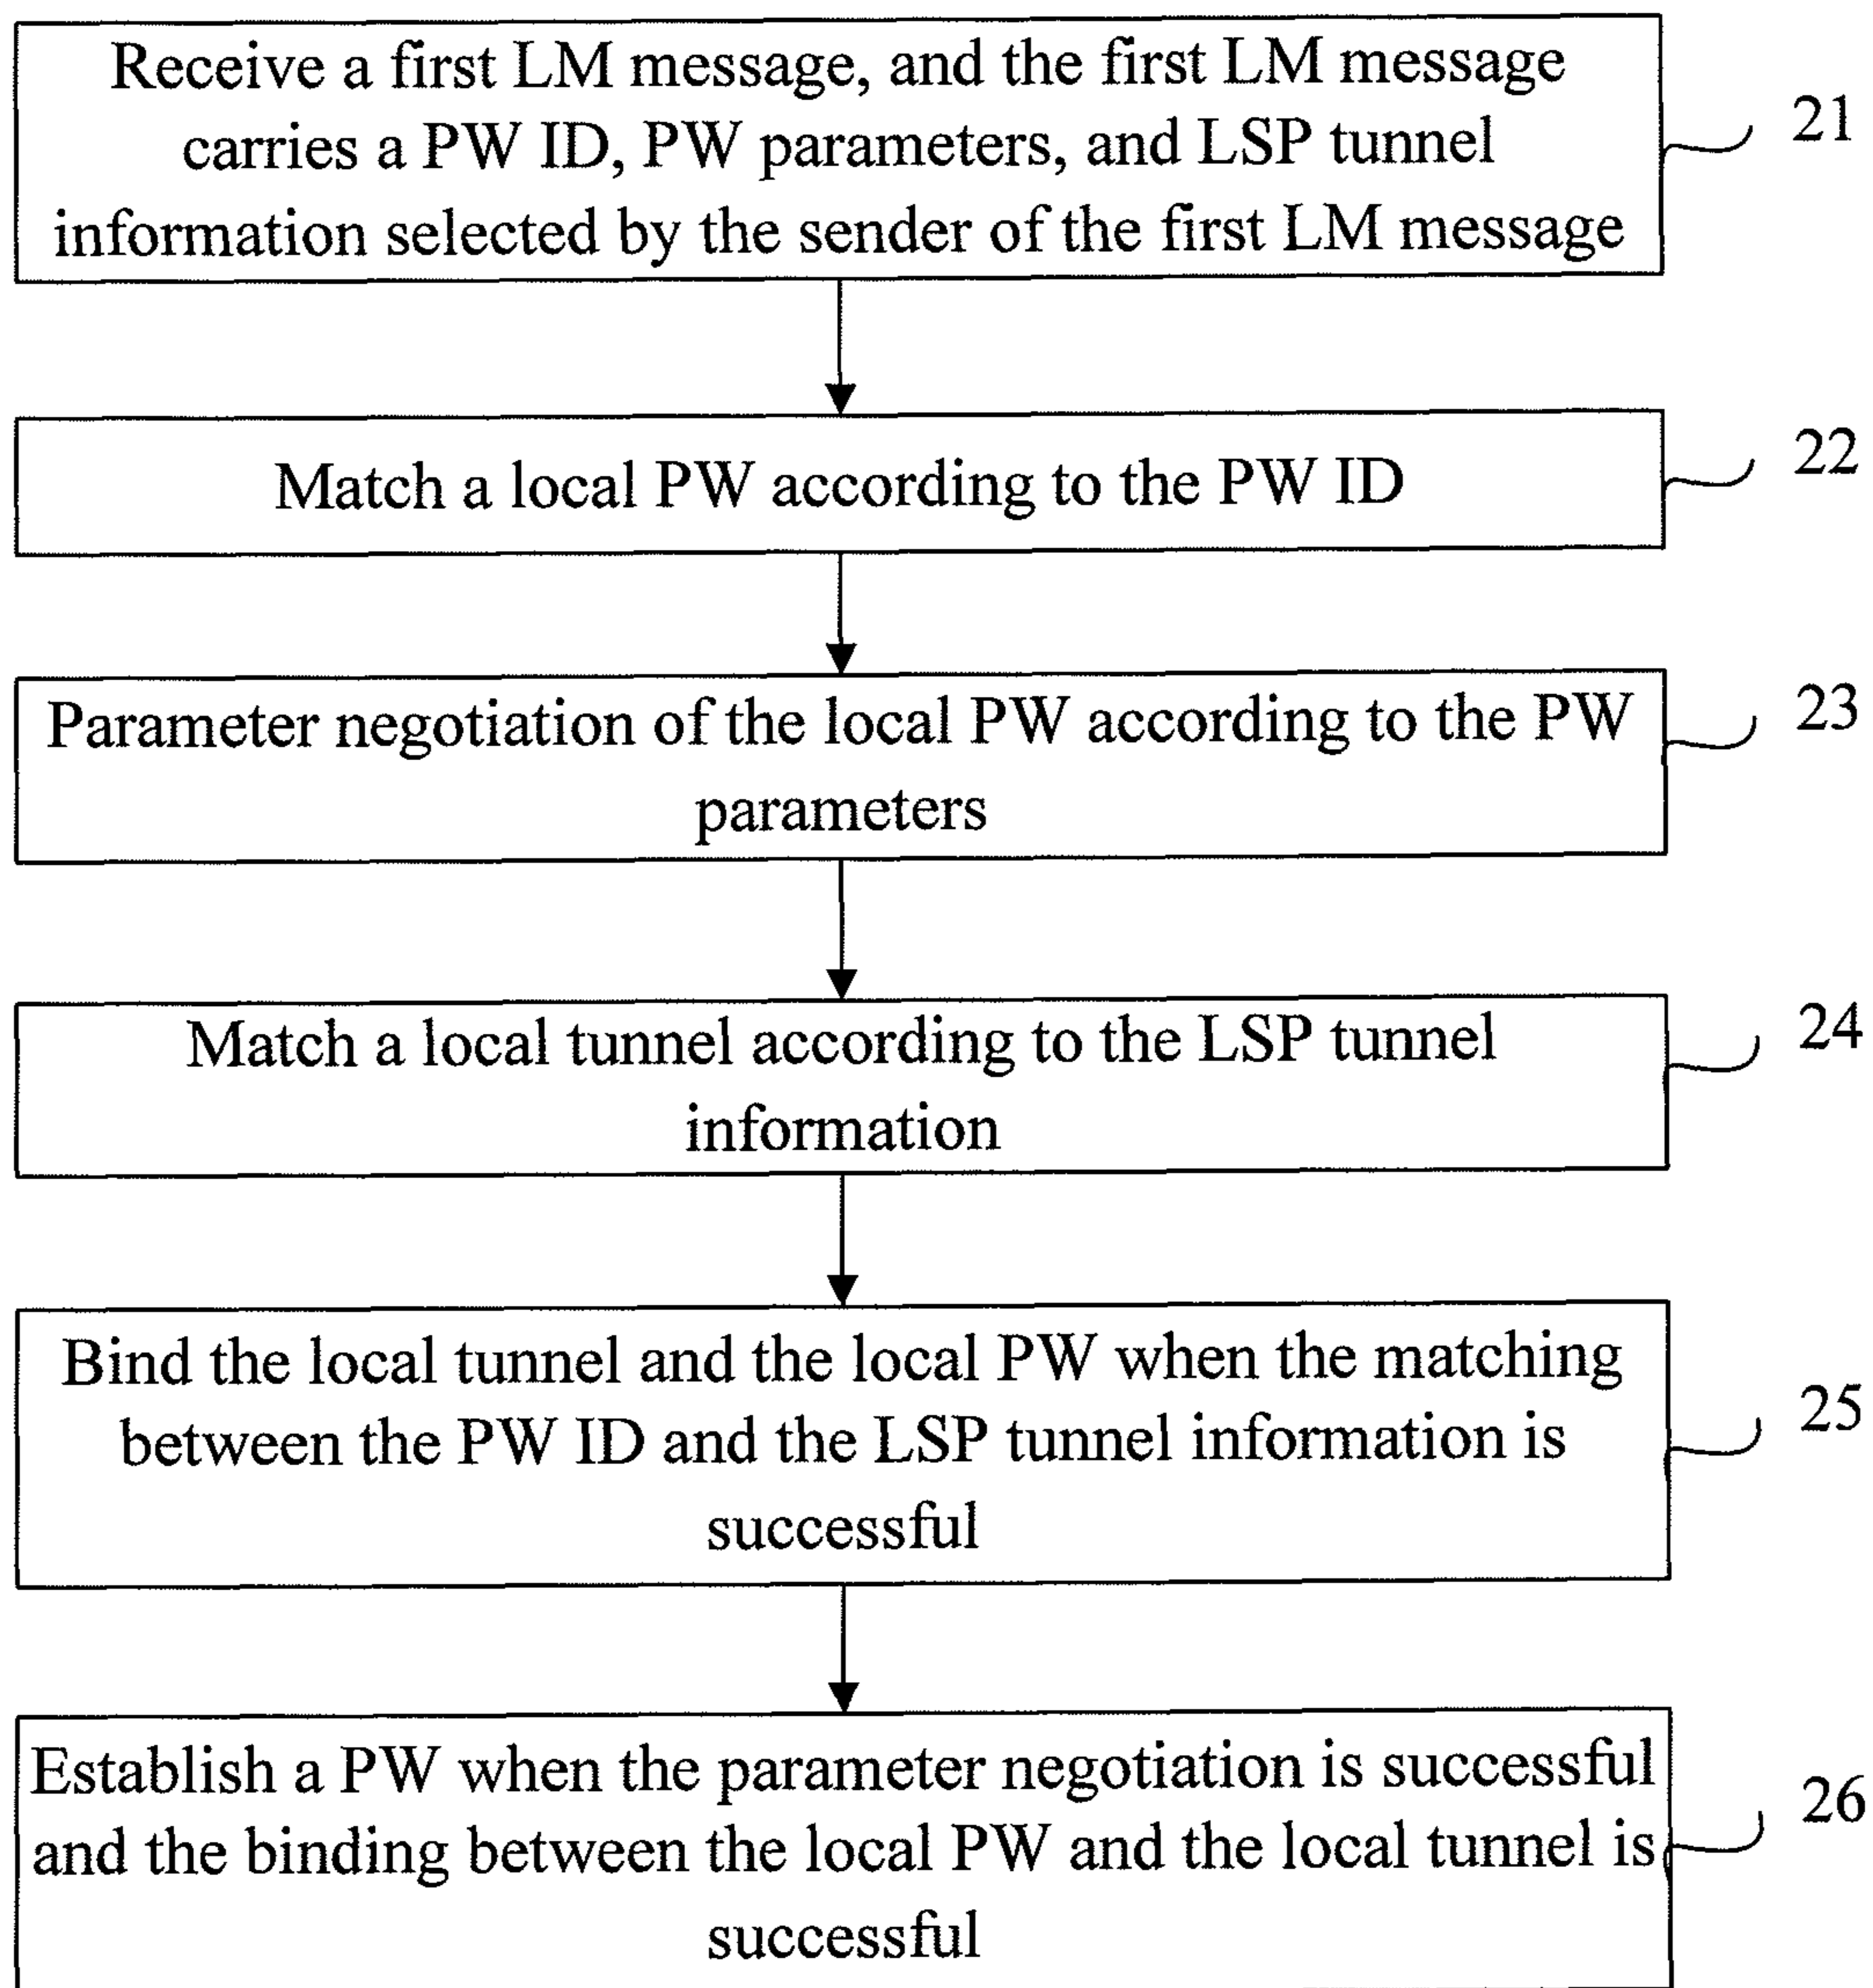 Receive a first LM message, and the first LM message
carries a PW ID, PW parameters, and LSP tunnel
information selected by the sender of the first LM message
21
Match a local PW according to the PW ID
22
Parameter negotiation of the local PW according to the PW
parameters
23
Match a local tunnel according to the LSP tunnel
information
24
Bind the local tunnel and the local PW when the matching
between the PW ID and the LSP tunnel information is
successful
25
Establish a PW when the parameter negotiation is successful
and the binding between the local PW and the local tunnel is
successful
26